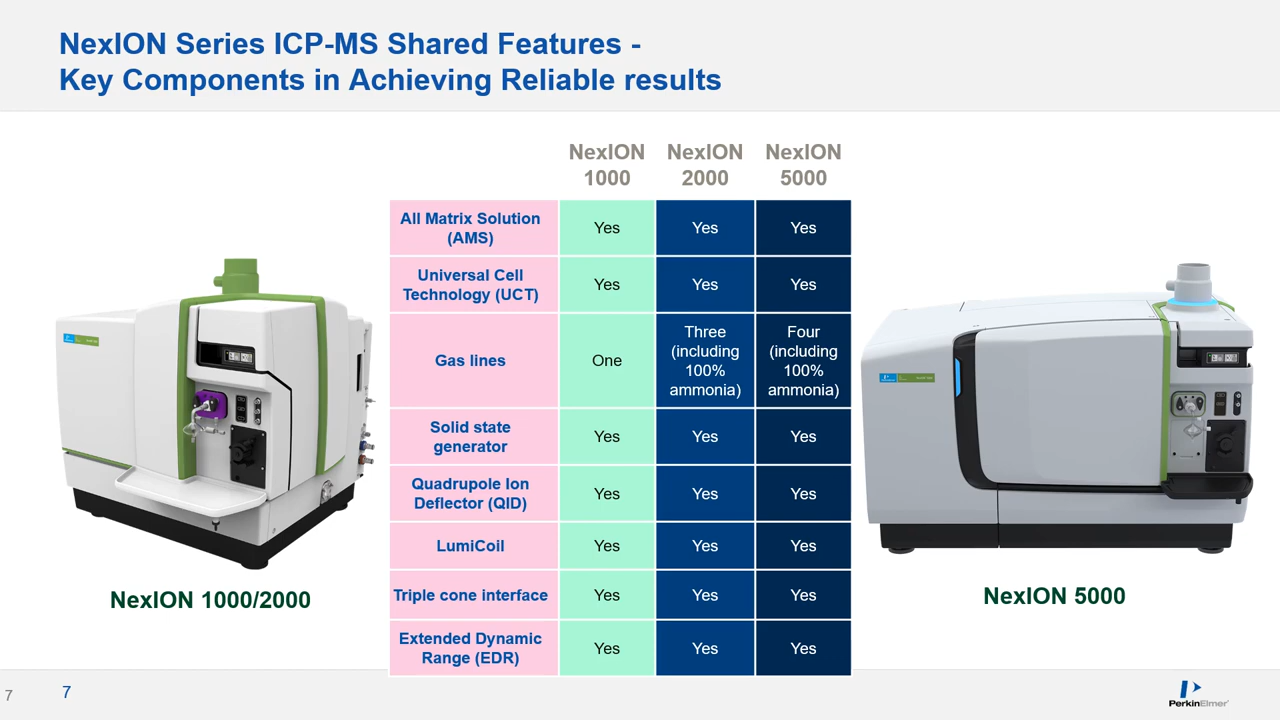 NexION Series ICP-MS Shared Features -
Key Components in Achieving Reliable results
NexION
1000
NexION
2000
NexION
5000
All Matrix Solution
(AMS)
Yes
Yes
Yes
Universal Cell
Technology (UCT)
Yes
Yes
Yes
Gas lines
One
Three
(including
100%
ammonia)
Four
(including
100%
ammonia)
Solid state
generator
Yes
Yes
Yes
Quadrupole Ion
Deflector (QID)
Yes
Yes
Yes
LumiCoil
Yes
Yes
Yes
Triple cone interface
Yes
Yes
Yes
Extended Dynamic
Range (EDR)
Yes
Yes
Yes
NexION 1000/2000
NexION 5000
7
7
PerkinElmer